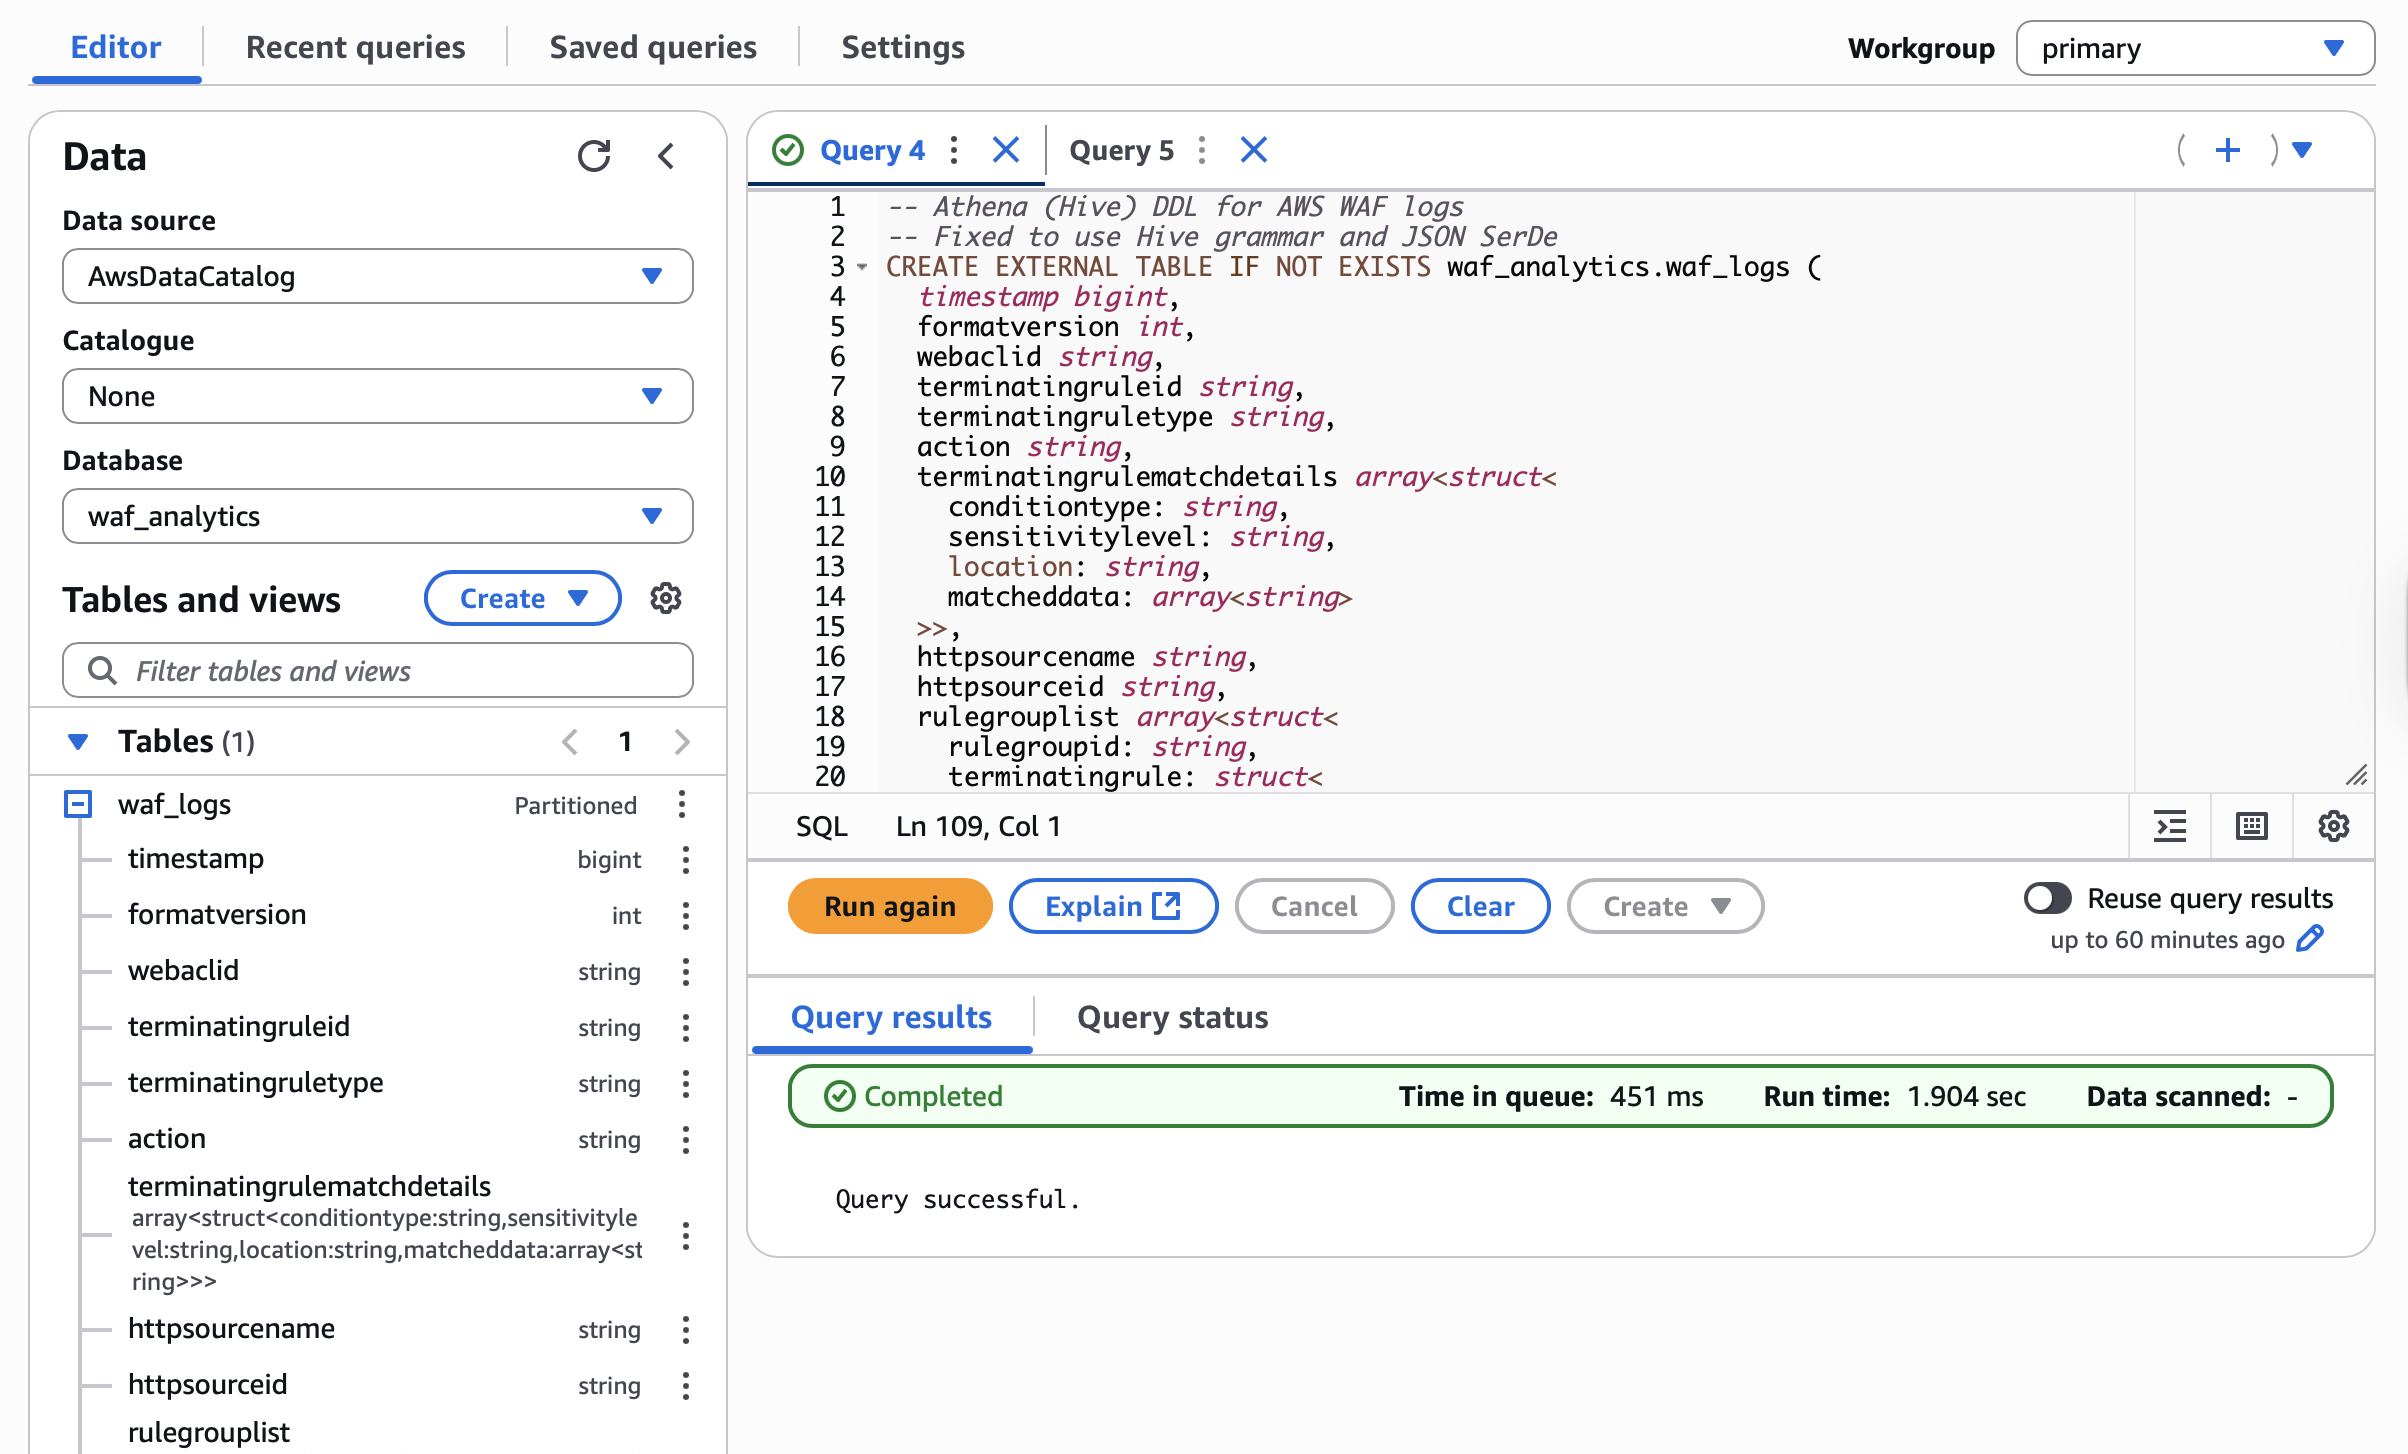 Editor
Recent queries
Saved queries
Settings
Workgroup
primary
Data
Data source
AwsDataCatalog
Catalogue
None
Database
waf_analytics
Tables and views
Create
Filter tables and views
Tables (1)
1
waf_logs
Partitioned
timestamp
bigint
formatversion
int
webaclid
string
terminatingruleid
string
terminatingruletype
string
action
string
terminatingrulematchdetails
array<struct<conditiontype:string,sensitivityle
vel:string,location:string,matcheddata:array<st
ring>>>
httpsourcename
string
httpsourceid
string
rulegrouplist
Query 4
Query 5
1 -- Athena (Hive) DDL for AWS WAF logs
2 -- Fixed to use Hive grammar and JSON SerDe
3 CREATE EXTERNAL TABLE IF NOT EXISTS waf_analytics.waf_logs (
4 timestamp bigint,
5 formatversion int,
6 webaclid string,
7 terminatingruleid string,
8 terminatingruletype string,
9 action string,
10 terminatingrulematchdetails array<struct<
11 conditiontype: string,
12 sensitivitylevel: string,
13 location: string,
14 matcheddata: array<string>
15 >>,
16 httpsourcename string,
17 httpsourceid string,
18 rulegrouplist array<struct<
19 rulegroupid: string,
20 terminatingrule: struct<
SQL
Ln 109, Col 1
Run again
Explain
Cancel
Clear
Create
Reuse query results
up to 60 minutes ago
Query results
Query status
Completed
Time in queue: 451 ms
Run time: 1.904 sec
Data scanned: -
Query successful.